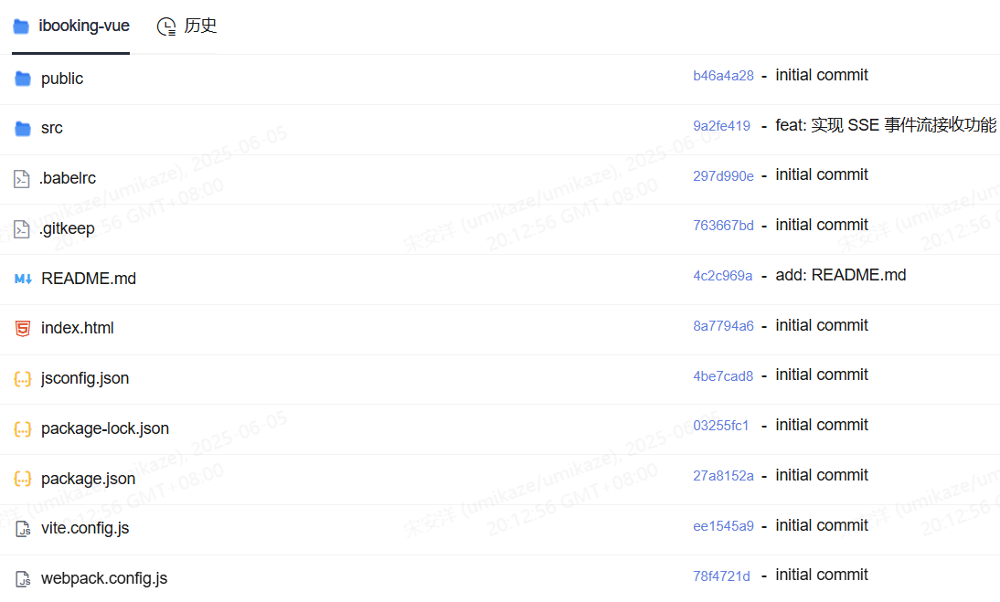 ibooking-vue 历史
public b46a4a28 - initial commit
src 9a2fe419 - feat: 实现 SSE 事件流接收功能
.babelrc 297d990e - initial commit
.gitkeep 763667bd - initial commit
README.md 4c2c969a - add: README.md
index.html 8a7794a6 - initial commit
jsconfig.json 4be7cad8 - initial commit
package-lock.json 03255fc1 - initial commit
package.json 27a8152a - initial commit
vite.config.js ee1545a9 - initial commit
webpack.config.js 78f4721d - initial commit
宋安洋 (umikaze/umikaze), 2025-06-05
20:12:56 GMT+08:00